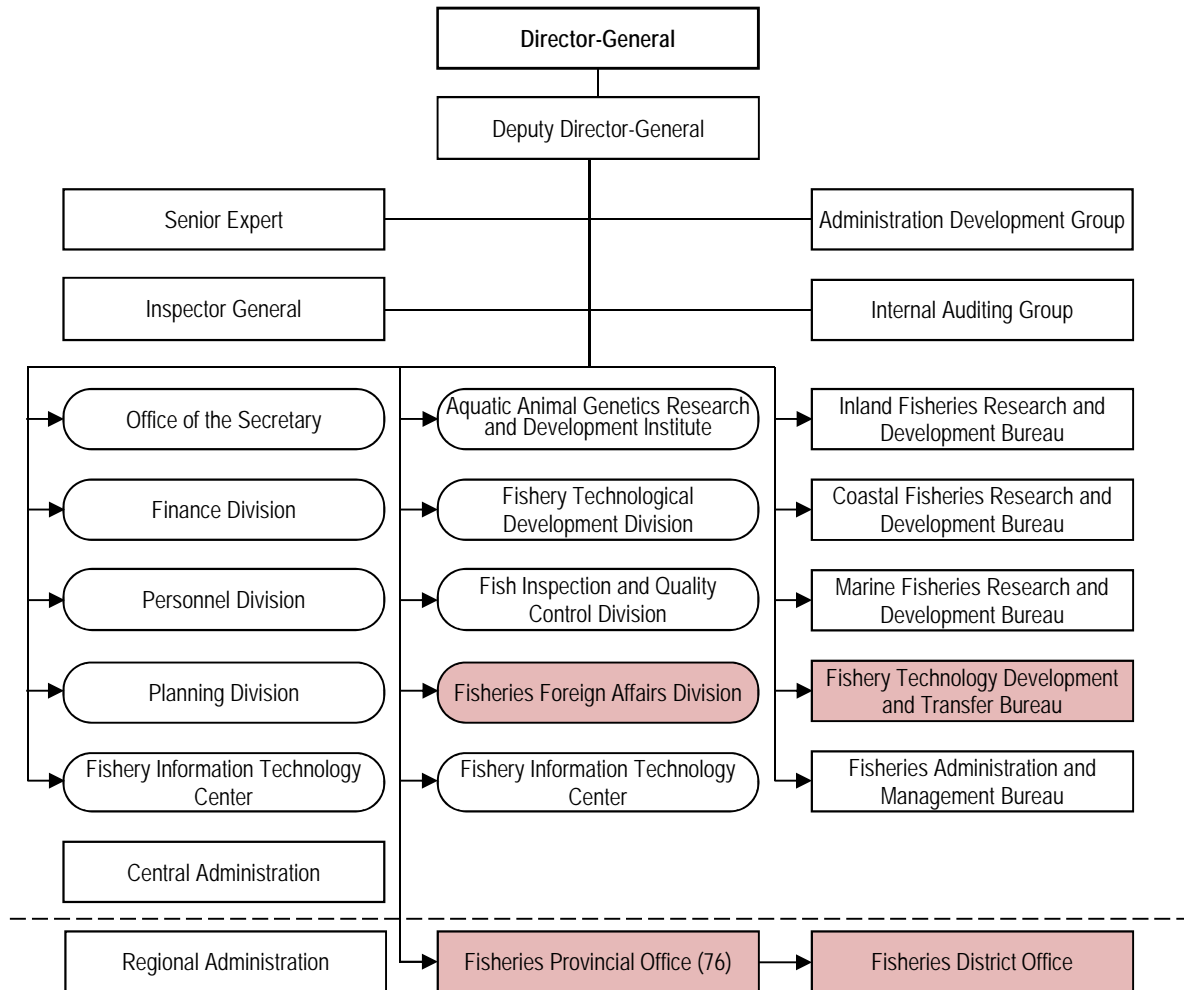 Director-General
Deputy Director-General
Senior Expert
Administration Development Group
Inspector General
Internal Auditing Group
Office of the Secretary
Aquatic Animal Genetics Research
and Development Institute
Inland Fisheries Research and
Development Bureau
Finance Division
Fishery Technological
Development Division
Coastal Fisheries Research and
Development Bureau
Personnel Division
Fish Inspection and Quality
Control Division
Marine Fisheries Research and
Development Bureau
Planning Division
Fisheries Foreign Affairs Division
Fishery Technology Development
and Transfer Bureau
Fishery Information Technology
Center
Fishery Information Technology
Center
Fisheries Administration and
Management Bureau
Central Administration
Regional Administration
Fisheries Provincial Office (76)
Fisheries District Office